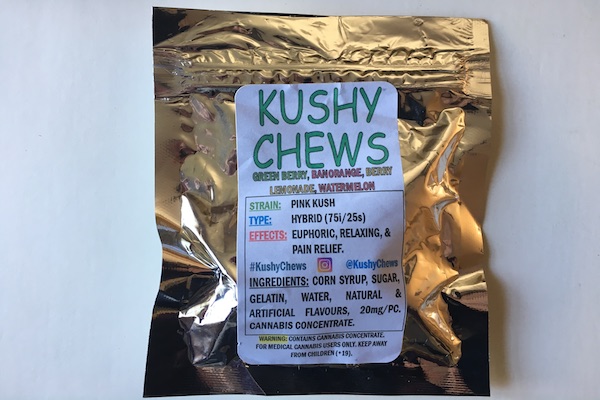 KUSHY
CHEWS
GREEN BERRY, BANORANGE, BERRY
LEMONADE, WATERMELON
STRAIN: PINK KUSH
TYPE: HYBRID (75i/25s)
EFFECTS: EUPHORIC, RELAXING, &
PAIN RELIEF.
#KushyChews @KushyChews
INGREDIENTS: CORN SYRUP, SUGAR,
GELATIN, WATER, NATURAL &
ARTIFICIAL FLAVOURS, 20mg/PC.
CANNABIS CONCENTRATE.
WARNING: CONTAINS CANNABIS CONCENTRATE.
FOR MEDICAL CANNABIS USERS ONLY. KEEP AWAY
FROM CHILDREN (+19).